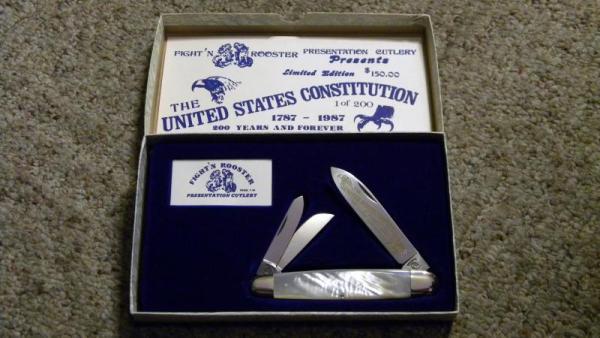 FIGHT'N ROOSTER PRESENTATION CUTLERY
Presents
Limited Edition $150.00
THE
UNITED STATES CONSTITUTION
1 of 200
1787 - 1987
200 YEARS AND FOREVER
FIGHT'N ROOSTER
PRESENTATION CUTLERY